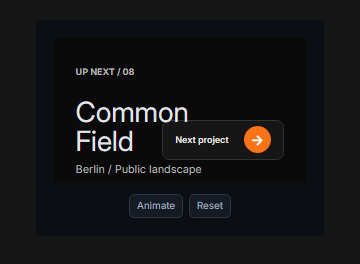 UP NEXT / 08
Common
Field
Next project
Berlin / Public landscape
Animate
Reset